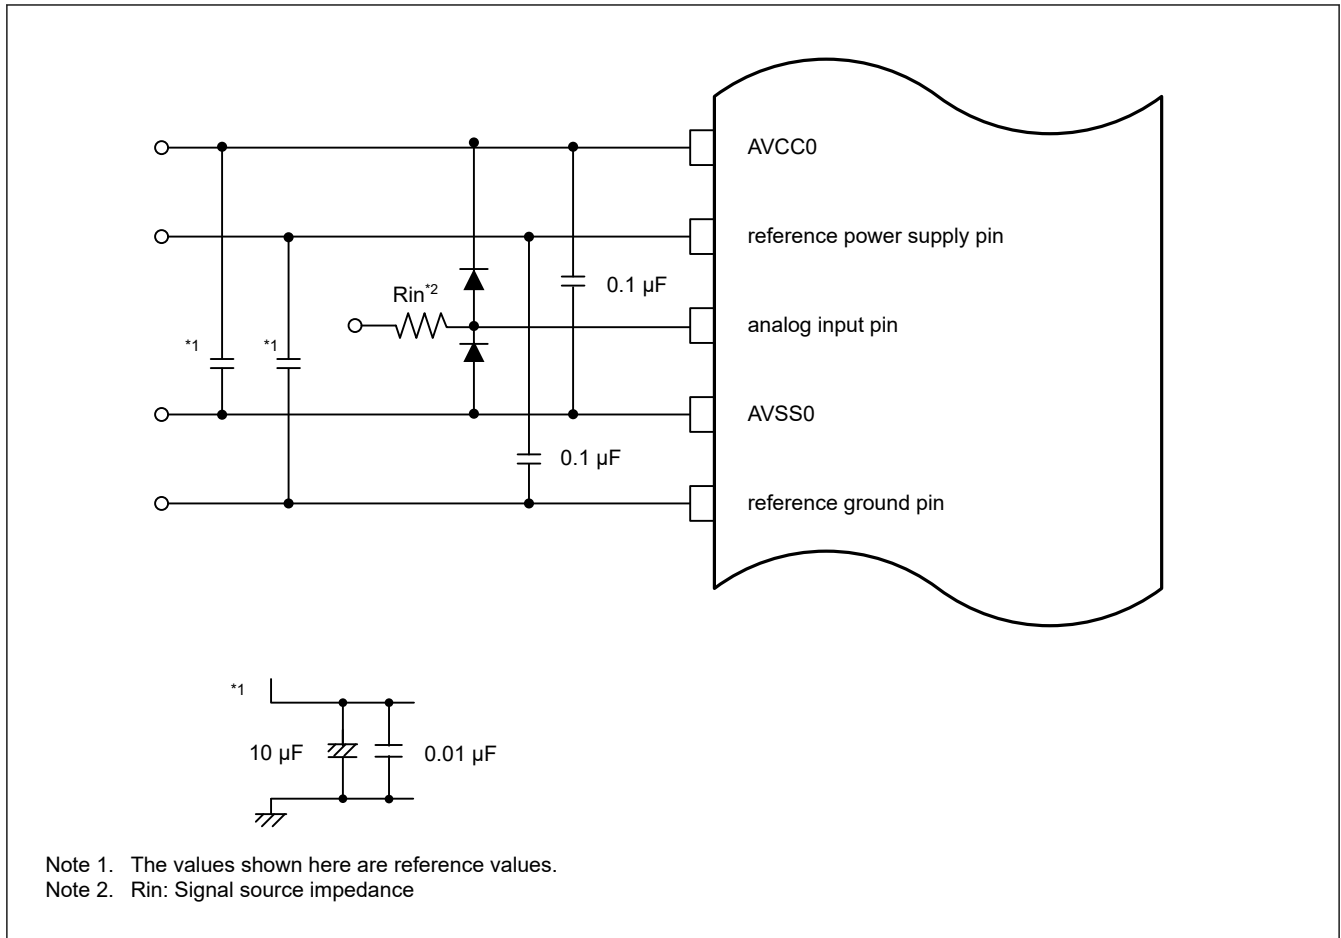 AVCC0
reference power supply pin
0.1 µF
Rin*2
analog input pin
*1
*1
AVSS0
0.1 µF
reference ground pin
*1
10 µF
0.01 µF
Note 1. The values shown here are reference values.
Note 2. Rin: Signal source impedance